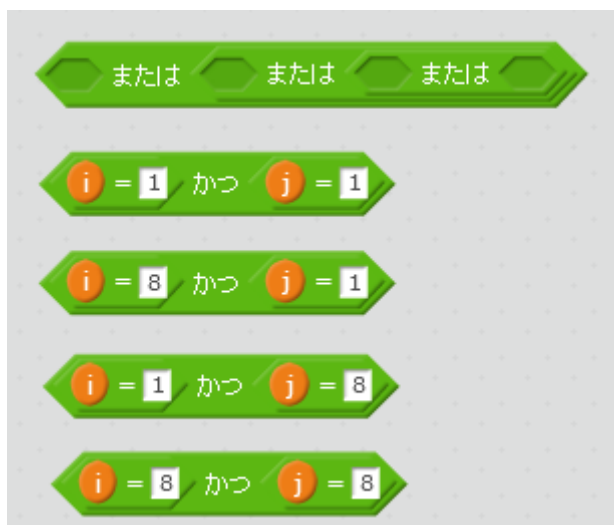 または または または
i = 1 かつ j = 1
i = 8 かつ j = 1
i = 1 かつ j = 8
i = 8 かつ j = 8